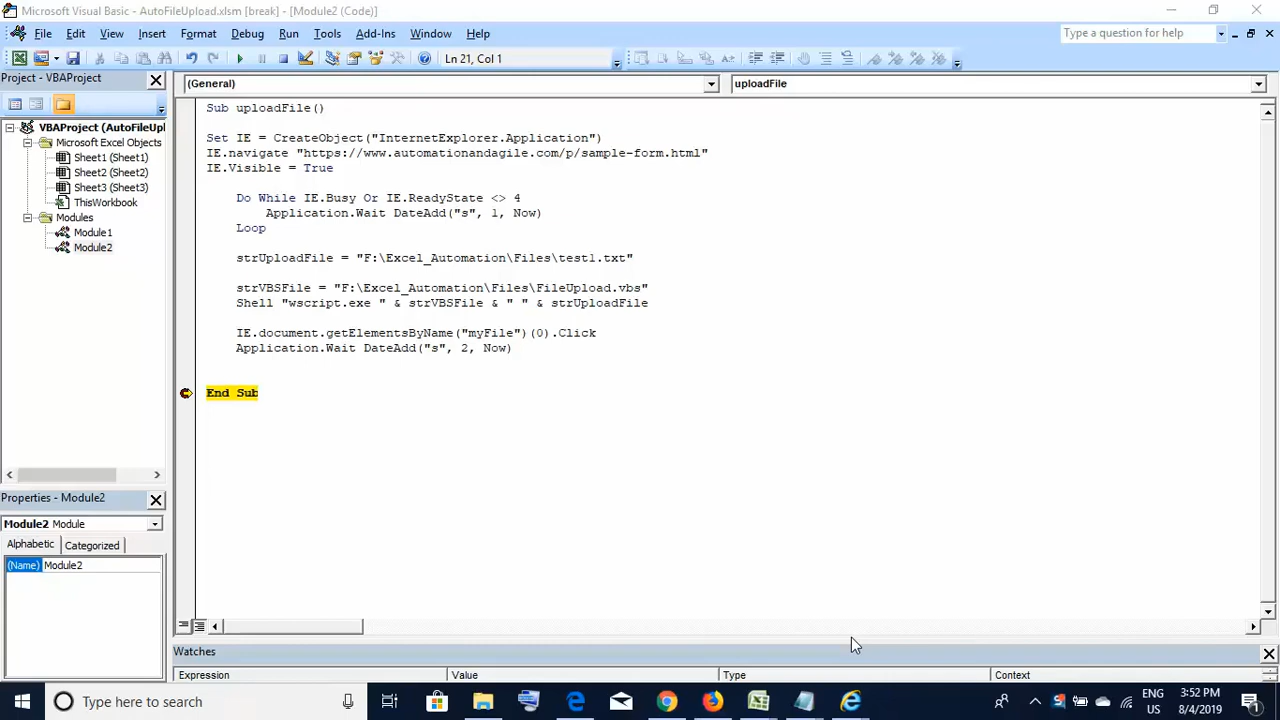 Microsoft Visual Basic - AutoFileUpload.xlsm [break] - [Module2 (Code)]
File Edit View Insert Format Debug Run Tools Add-Ins Window Help
Type a question for help
Ln 21, Col 1
Project - VBAProject
(General)
uploadFile
VBAProject (AutoFileUpl
Microsoft Excel Objects
Sheet1 (Sheet1)
Sheet2 (Sheet2)
Sheet3 (Sheet3)
ThisWorkbook
Modules
Module1
Module2
Sub uploadFile()
Set IE = CreateObject("InternetExplorer.Application")
IE.navigate "https://www.automationandagile.com/p/sample-form.html"
IE.Visible = True
Do While IE.Busy Or IE.ReadyState <> 4
Application.Wait DateAdd("s", 1, Now)
Loop
strUploadFile = "F:\Excel_Automation\Files\test1.txt"
strVBSFile = "F:\Excel_Automation\Files\FileUpload.vbs"
Shell "wscript.exe " & strVBSFile & " " & strUploadFile
IE.document.getElementsByName("myFile")(0).Click
Application.Wait DateAdd("s", 2, Now)
End Sub
Properties - Module2
Module2 Module
Alphabetic Categorized
(Name) Module2
Watches
Expression Value Type Context
Type here to search
ENG
US
3:52 PM
8/4/2019
1